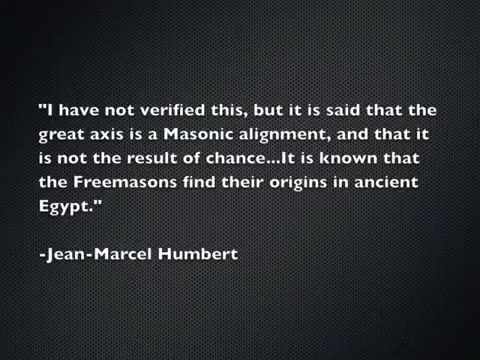 "I have not verified this, but it is said that the
great axis is a Masonic alignment, and that it
is not the result of chance...It is known that
the Freemasons find their origins in ancient
Egypt."
-Jean-Marcel Humbert